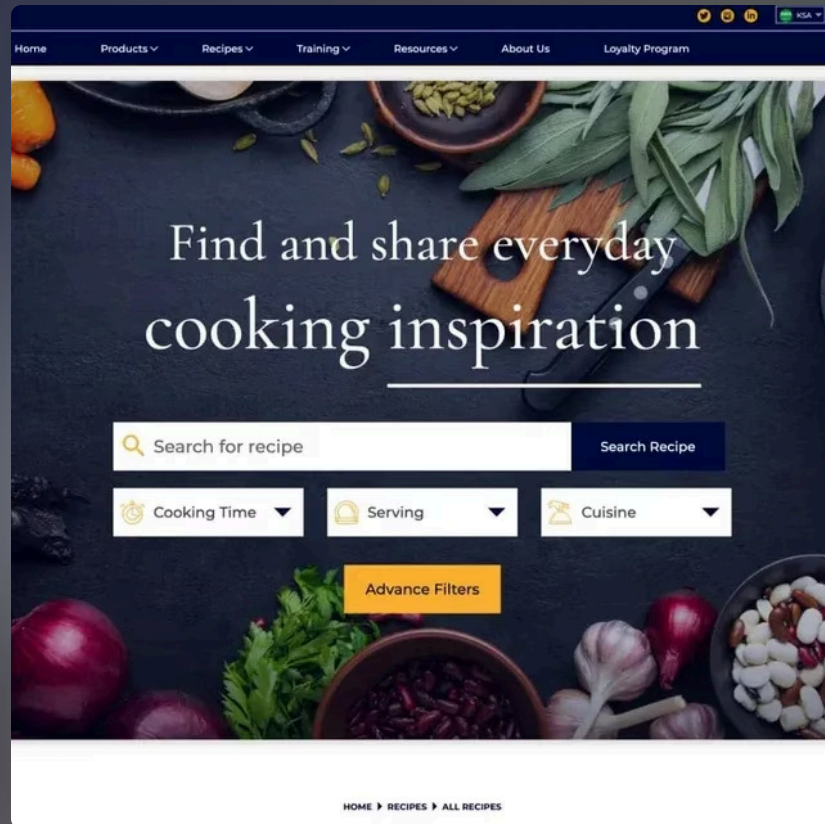 KSA
Home Products Recipes Training Resources About Us Loyalty Program
Find and share everyday
cooking inspiration
Search for recipe Search Recipe
Cooking Time Serving Cuisine
Advance Filters
HOME RECIPES ALL RECIPES